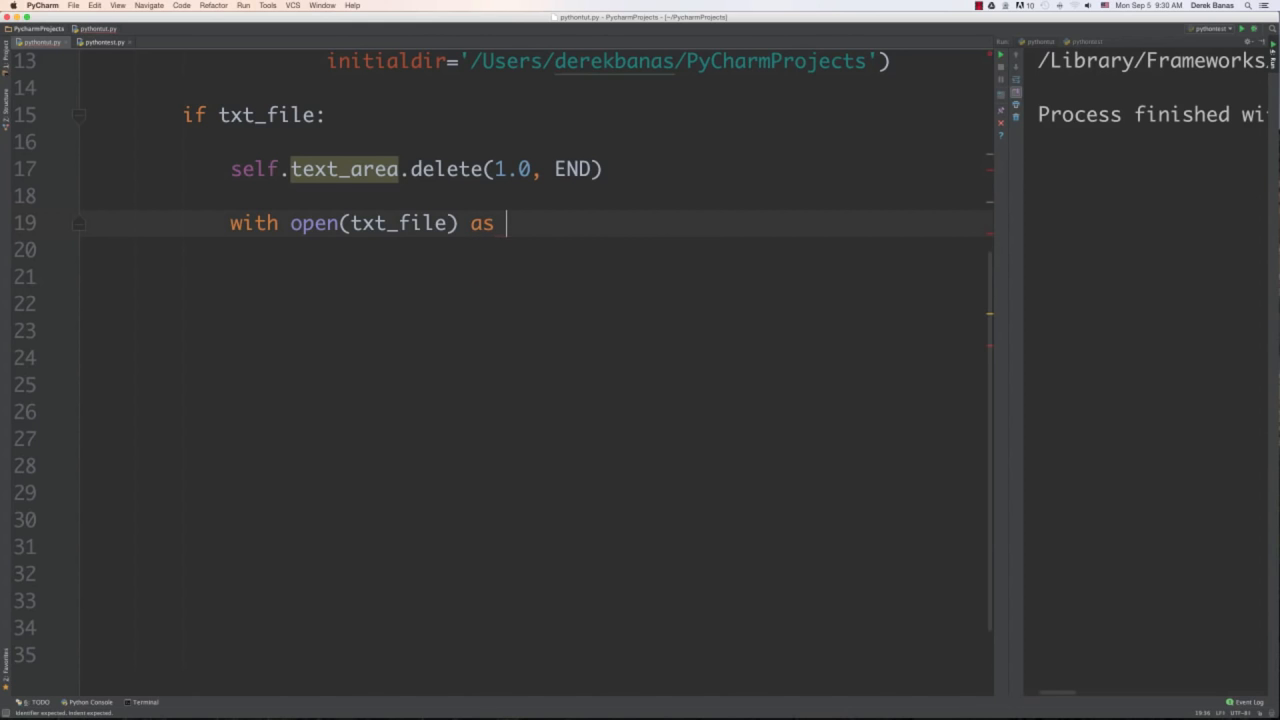 PyCharm File Edit View Navigate Code Refactor Run Tools VCS Window Help 10 Mon Sep 5 9:30 AM Derek Banas
pythontut.py - PycharmProjects - [~/PycharmProjects]
PycharmProjects pythontut.py pythontest
pythontut.py pythontest.py Run: pythontut pythontest
13 initialdir='/Users/derekbanas/PyCharmProjects') /Library/Frameworks
14
15 if txt_file: Process finished wi
16
17 self.text_area.delete(1.0, END)
18
19 with open(txt_file) as
20
21
22
23
24
25
26
27
28
29
30
31
32
33
34
35
Project
Structure
Favorites
Run
6: TODO Python Console Terminal Event Log
Identifier expected. Indent expected. 19:36 LF: UTF-8: